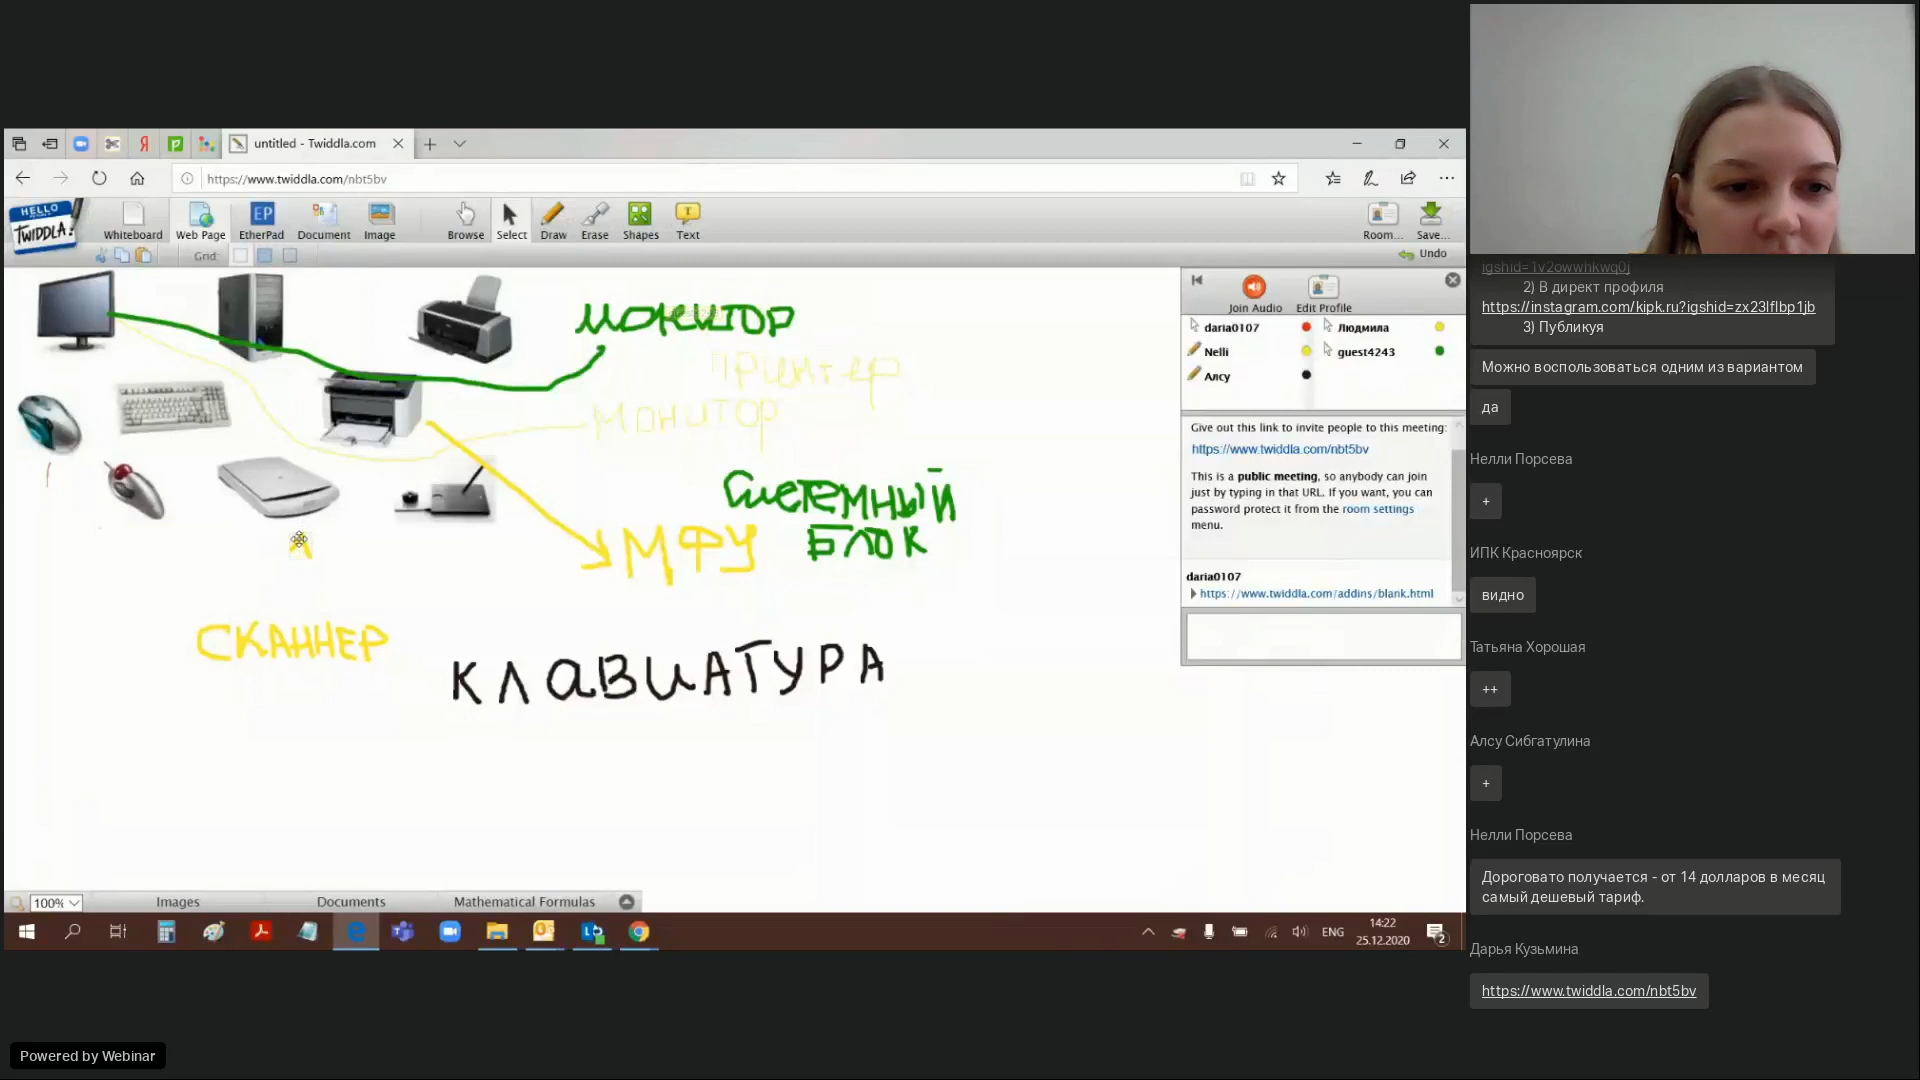 untitled - Twiddla.com
https://www.twiddla.com/nbt5bv
HELLO
TWIDDLA!
Whiteboard
Web Page
EtherPad
Document
Image
Browse
Select
Draw
Erase
Shapes
Text
Room...
Save...
Grid:
Undo
МОНИТОР
Принтер
Монитор
СИСТЕМНЫЙ
БЛОК
МФУ
СКАННЕР
КЛАВИАТУРА
Join Audio
Edit Profile
daria0107
Людмила
Nelli
guest4243
Алсу
Give out this link to invite people to this meeting:
https://www.twiddla.com/nbt5bv
This is a public meeting, so anybody can join
just by typing in that URL. If you want, you can
password protect it from the room settings
menu.
daria0107
https://www.twiddla.com/addins/blank.html
100%
Images
Documents
Mathematical Formulas
ENG
14:22
25.12.2020
2
igshid=1v2owwhkwq0j
2) В директ профиля
https://instagram.com/kipk.ru?igshid=zx23lflbp1jb
3) Публикуя
Можно воспользоваться одним из вариантом
да
Нелли Порсева
+
ИПК Красноярск
видно
Татьяна Хорошая
++
Алсу Сибгатулина
+
Нелли Порсева
Дороговато получается - от 14 долларов в месяц
самый дешевый тариф.
Дарья Кузьмина
https://www.twiddla.com/nbt5bv
Powered by Webinar